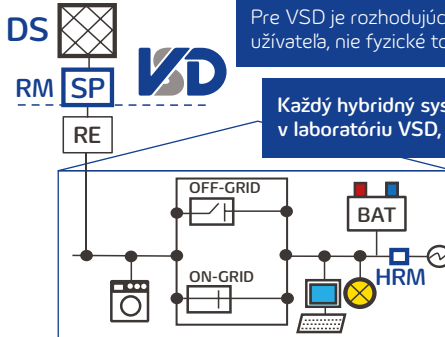 DS
Pre VSD je rozhodujúc
užívateľa, nie fyzické to
RM SP VSD
RE
Každý hybridný sys
v laboratóriu VSD,
OFF-GRID
BAT
ON-GRID
HRM